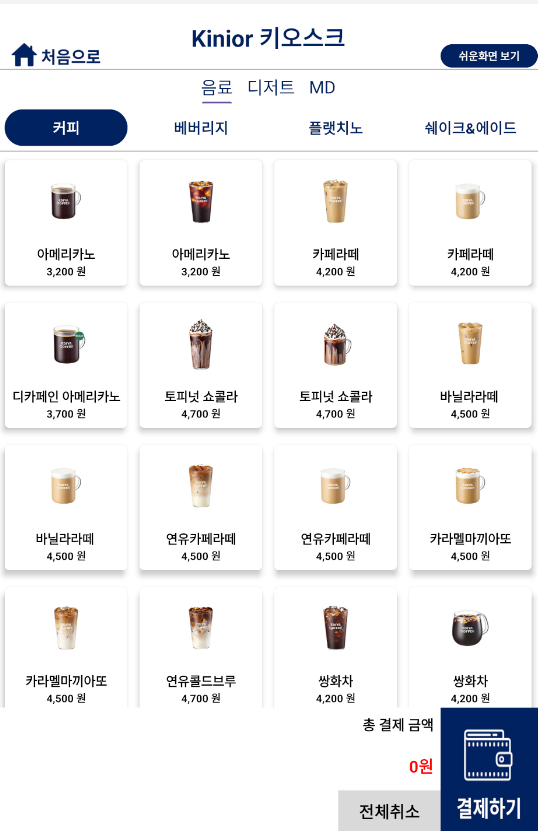 Kinior 키오스크
처음으로
쉬운화면 보기
음료 디저트 MD
커피 베버리지 플랫치노 쉐이크&에이드
아메리카노 아메리카노 카페라떼 카페라떼
3,200 원 3,200 원 4,200 원 4,200 원
디카페인 아메리카노 토피넛 쇼콜라 토피넛 쇼콜라 바닐라라떼
3,700 원 4,700 원 4,700 원 4,500 원
바닐라라떼 연유카페라떼 연유카페라떼 카라멜마끼아또
4,500 원 4,500 원 4,500 원 4,500 원
카라멜마끼아또 연유콜드브루 쌍화차 쌍화차
4,500 원 4,700 원 4,200 원 4,200 원
총 결제 금액
0원
전체취소
결제하기